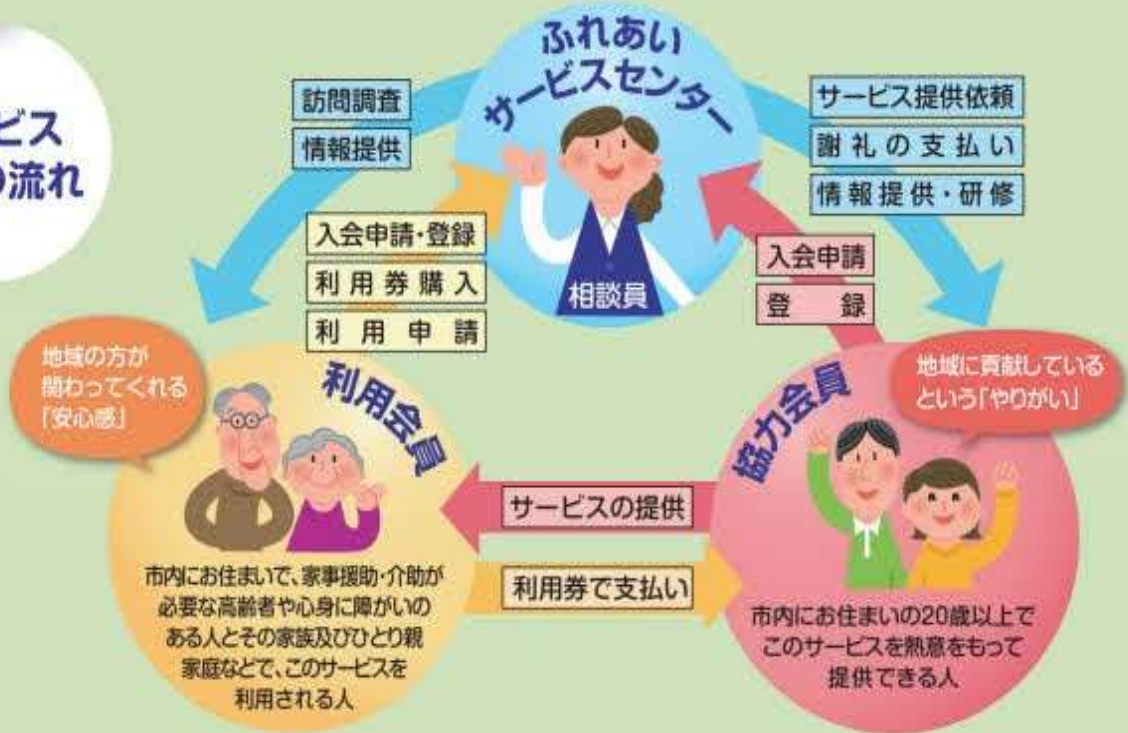 ビス
の流れ
ふれあい
サービスセンター
相談員
訪問調査
情報提供
サービス提供依頼
謝礼の支払い
情報提供・研修
入会申請・登録
利用券購入
利用申請
入会申請
登録
地域の方が
関わってくれる
「安心感」
利用会員
市内にお住まいで、家事援助・介助が
必要な高齢者や心身に障がいの
ある人とその家族及びひとり親
家庭などで、このサービスを
利用される人
サービスの提供
利用券で支払い
地域に貢献している
という「やりがい」
協力会員
市内にお住まいの20歳以上で
このサービスを熱意をもって
提供できる人